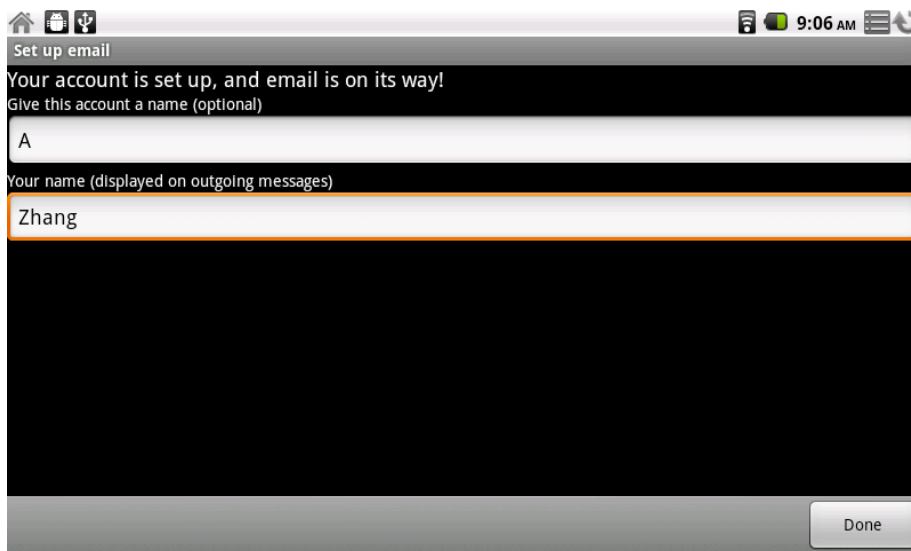 9:06 AM
Set up email
Your account is set up, and email is on its way!
Give this account a name (optional)
A
Your name (displayed on outgoing messages)
Zhang
Done